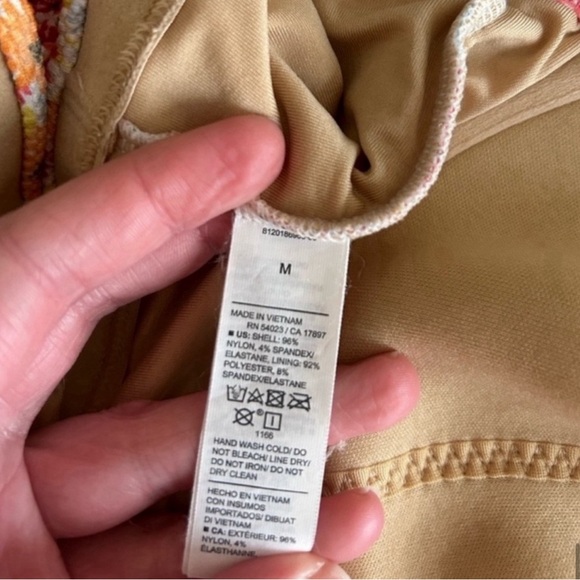 M
MADE IN VIETNAM
RN 54023 / CA 17897
■ US: SHELL: 96%
NYLON, 4% SPANDEX/
ELASTANE, LINING: 92%
POLYESTER, 8%
SPANDEX/ELASTANE
1166
HAND WASH COLD/ DO
NOT BLEACH/ LINE DRY/
DO NOT IRON/ DO NOT
DRY CLEAN
HECHO EN VIETNAM
CON INSUMOS
IMPORTADOS/ DIBUAT
DI VIETNAM
■ CA: EXTÉRIEUR: 96%
NYLON, 4%
ÉLASTHANNE